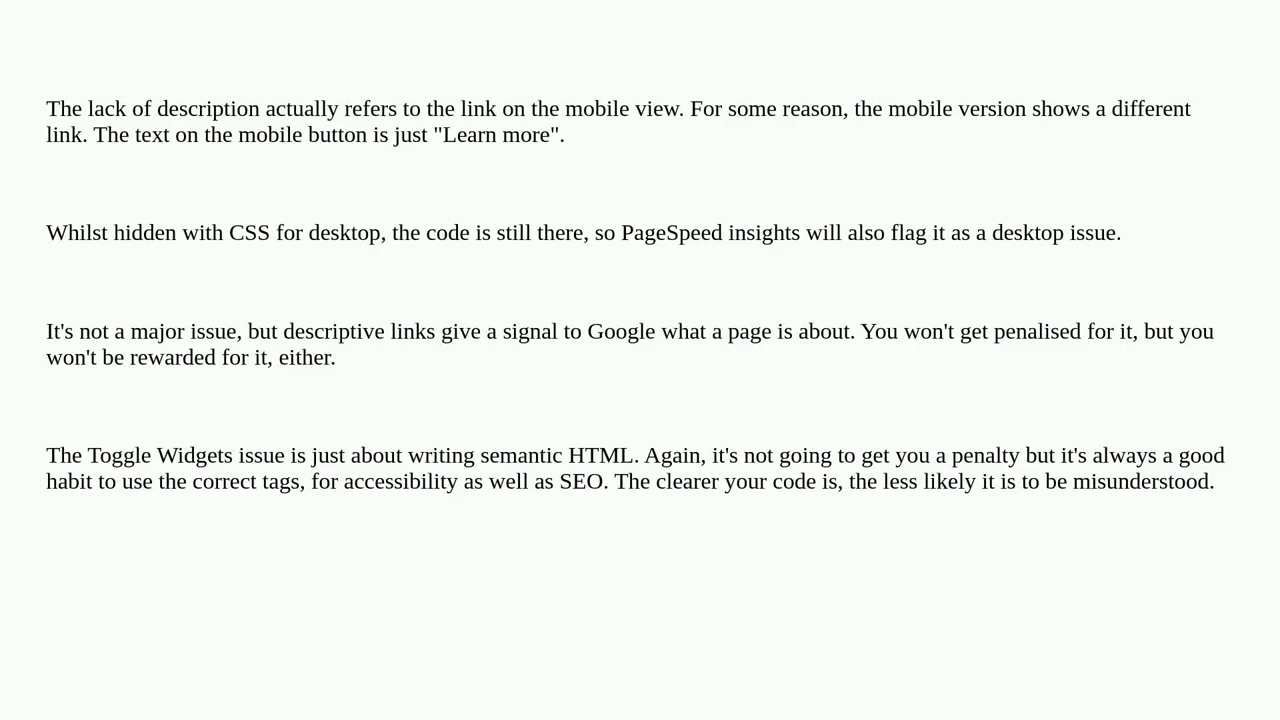 The lack of description actually refers to the link on the mobile view. For some reason, the mobile version shows a different
link. The text on the mobile button is just "Learn more".
Whilst hidden with CSS for desktop, the code is still there, so PageSpeed insights will also flag it as a desktop issue.
It's not a major issue, but descriptive links give a signal to Google what a page is about. You won't get penalised for it, but you
won't be rewarded for it, either.
The Toggle Widgets issue is just about writing semantic HTML. Again, it's not going to get you a penalty but it's always a good
habit to use the correct tags, for accessibility as well as SEO. The clearer your code is, the less likely it is to be misunderstood.